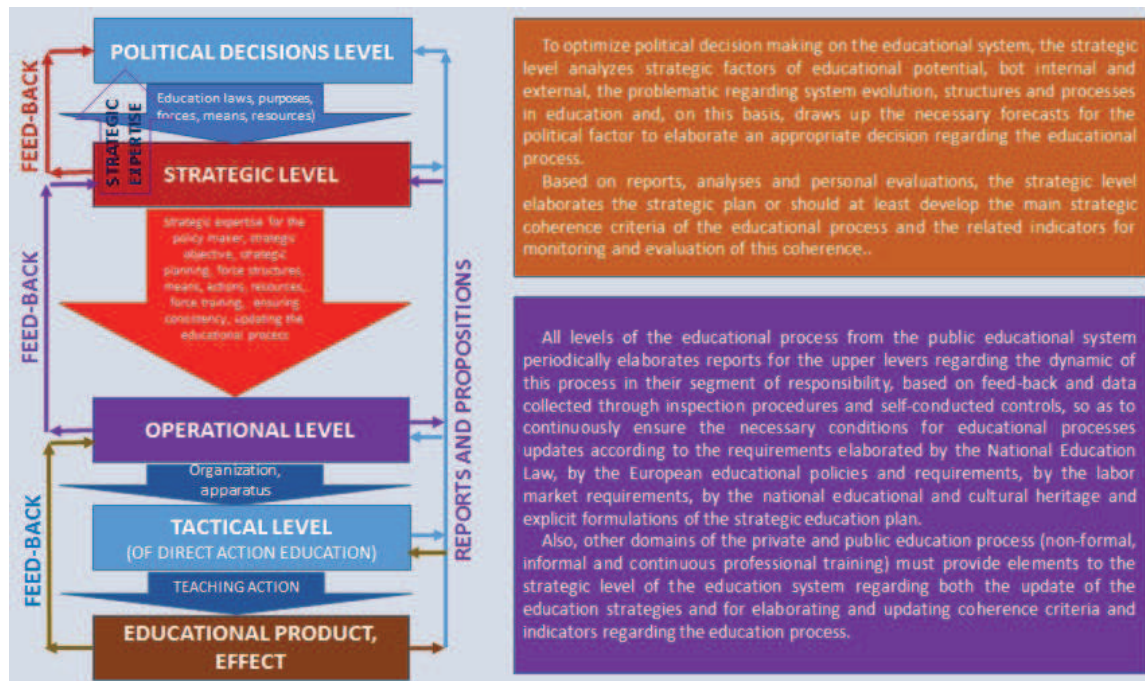 POLITICAL DECISIONS LEVEL
Education laws, purposes,
forces, means, resources)
STRATEGIC
EXPERTISE
STRATEGIC LEVEL
strategic expertise for the
policy maker, strategic
objective, strategic
planning, force structures,
means, actions, resources,
force training, ensuring
consistency, updating the
educational process
OPERATIONAL LEVEL
Organization,
apparatus
TACTICAL LEVEL
(OF DIRECT ACTION EDUCATION)
TEACHING ACTION
EDUCATIONAL PRODUCT,
EFFECT
FEED-BACK
FEED-BACK
FEED-BACK
REPORTS AND PROPOSITIONS
To optimize political decision making on the educational system, the strategic
level analyzes strategic factors of educational potential, bot internal and
external, the problematic regarding system evolution, structures and processes
in education and, on this basis, draws up the necessary forecasts for the
political factor to elaborate an appropriate decision regarding the educational
process.
Based on reports, analyses and personal evaluations, the strategic level
elaborates the strategic plan or should at least develop the main strategic
coherence criteria of the educational process and the related indicators for
monitoring and evaluation of this coherence..
All levels of the educational process from the public educational system
periodically elaborates reports for the upper levers regarding the dynamic of
this process in their segment of responsibility, based on feed-back and data
collected through inspection procedures and self-conducted controls, so as to
continuously ensure the necessary conditions for educational processes
updates according to the requirements elaborated by the National Education
Law, by the European educational policies and requirements, by the labor
market requirements, by the national educational and cultural heritage and
explicit formulations of the strategic education plan.
Also, other domains of the private and public education process (non-formal,
informal and continuous professional training) must provide elements to the
strategic level of the education system regarding both the update of the
education strategies and for elaborating and updating coherence criteria and
indicators regarding the education process.